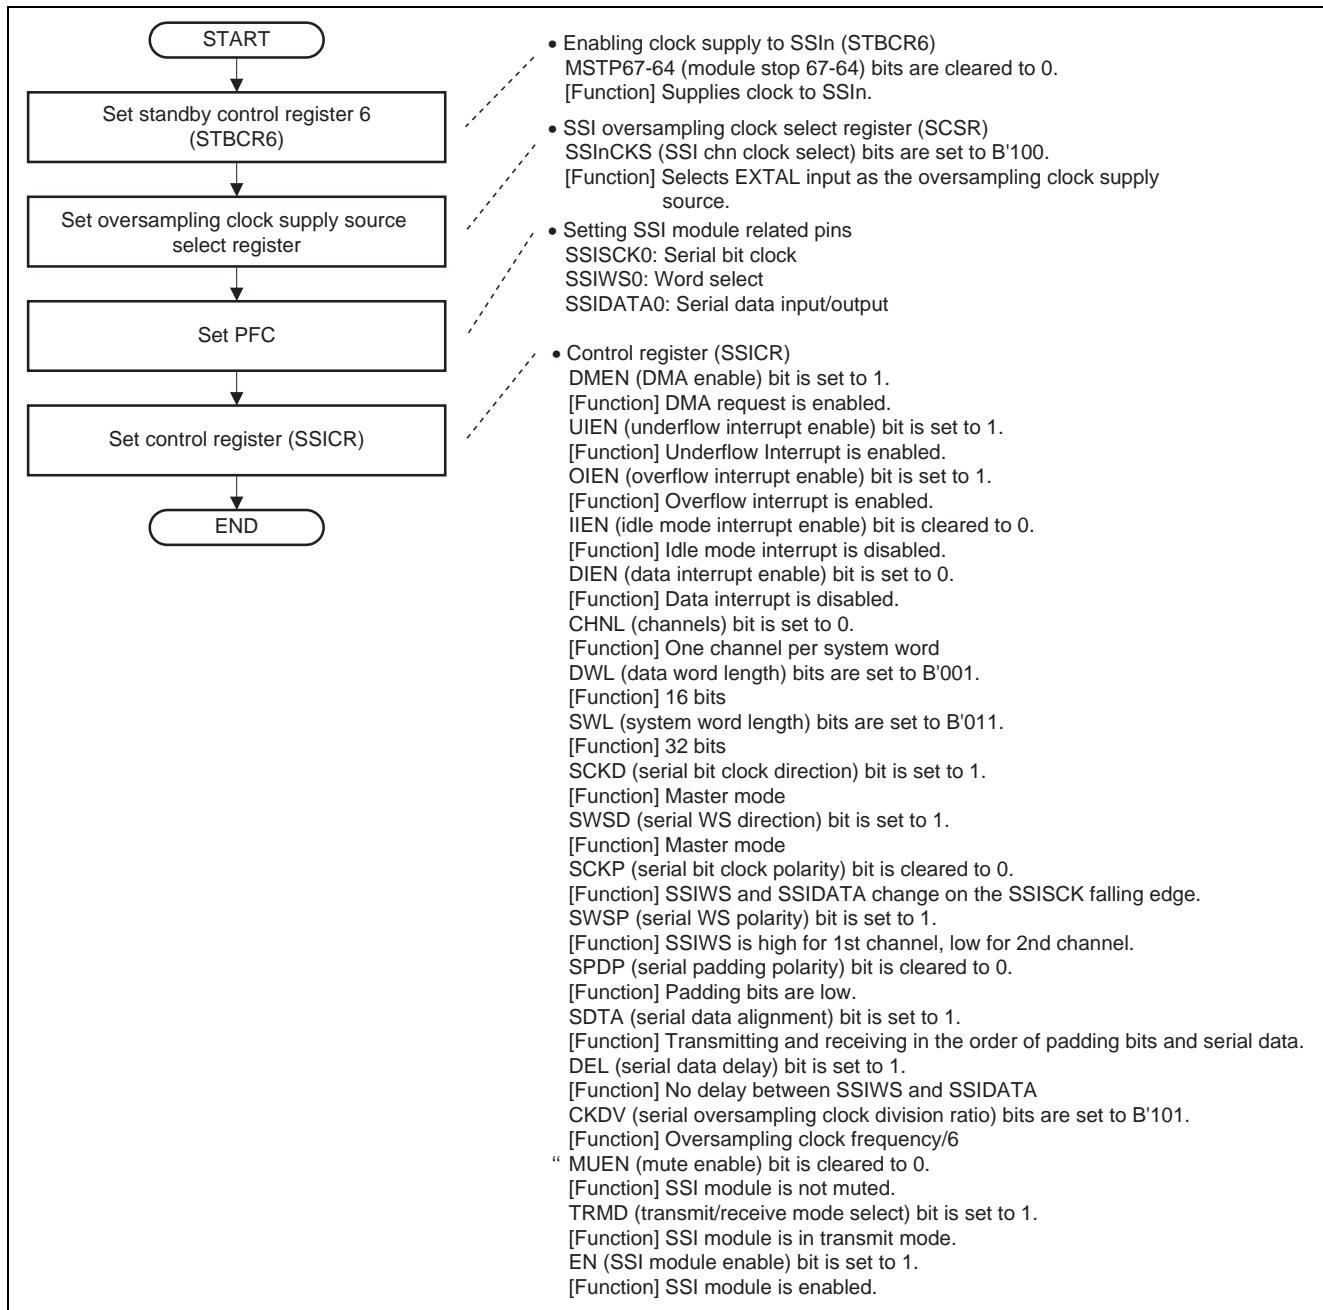 START
Set standby control register 6
(STBCR6)
Set oversampling clock supply source
select register
Set PFC
Set control register (SSICR)
END
• Enabling clock supply to SSIn (STBCR6)
MSTP67-64 (module stop 67-64) bits are cleared to 0.
[Function] Supplies clock to SSIn.
• SSI oversampling clock select register (SCSR)
SSInCKS (SSI chn clock select) bits are set to B'100.
[Function] Selects EXTAL input as the oversampling clock supply
source.
• Setting SSI module related pins
SSISCK0: Serial bit clock
SSIWS0: Word select
SSIDATA0: Serial data input/output
• Control register (SSICR)
DMEN (DMA enable) bit is set to 1.
[Function] DMA request is enabled.
UIEN (underflow interrupt enable) bit is set to 1.
[Function] Underflow Interrupt is enabled.
OIEN (overflow interrupt enable) bit is set to 1.
[Function] Overflow interrupt is enabled.
IIEN (idle mode interrupt enable) bit is cleared to 0.
[Function] Idle mode interrupt is disabled.
DIEN (data interrupt enable) bit is set to 0.
[Function] Data interrupt is disabled.
CHNL (channels) bit is set to 0.
[Function] One channel per system word
DWL (data word length) bits are set to B'001.
[Function] 16 bits
SWL (system word length) bits are set to B'011.
[Function] 32 bits
SCKD (serial bit clock direction) bit is set to 1.
[Function] Master mode
SWSD (serial WS direction) bit is set to 1.
[Function] Master mode
SCKP (serial bit clock polarity) bit is cleared to 0.
[Function] SSIWS and SSIDATA change on the SSISCK falling edge.
SWSP (serial WS polarity) bit is set to 1.
[Function] SSIWS is high for 1st channel, low for 2nd channel.
SPDP (serial padding polarity) bit is cleared to 0.
[Function] Padding bits are low.
SDTA (serial data alignment) bit is set to 1.
[Function] Transmitting and receiving in the order of padding bits and serial data.
DEL (serial data delay) bit is set to 1.
[Function] No delay between SSIWS and SSIDATA
CKDV (serial oversampling clock division ratio) bits are set to B'101.
[Function] Oversampling clock frequency/6
“ MUEN (mute enable) bit is cleared to 0.
[Function] SSI module is not muted.
TRMD (transmit/receive mode select) bit is set to 1.
[Function] SSI module is in transmit mode.
EN (SSI module enable) bit is set to 1.
[Function] SSI module is enabled.